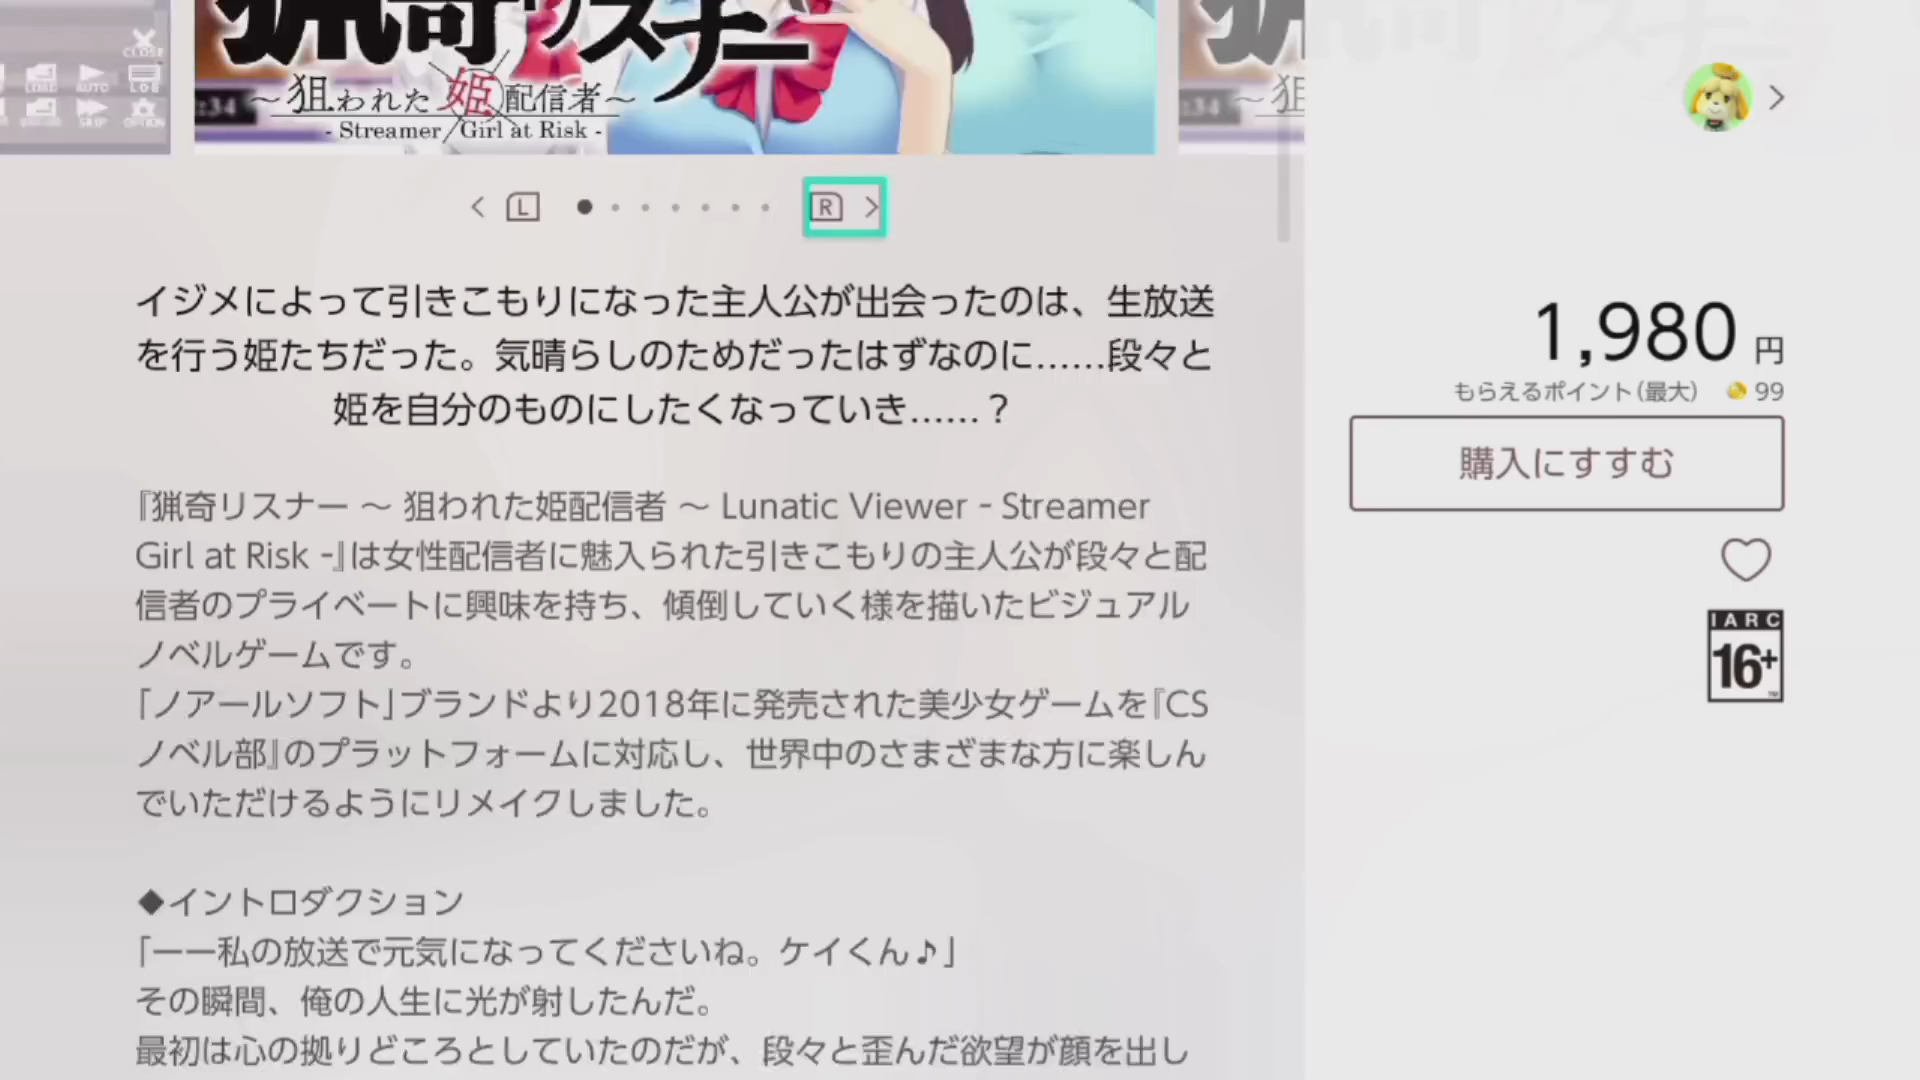 猟奇リスナー
CLOSE
LOAD AUTO LOG
SKIP OPTION
:34
～狙われた姫配信者～
- Streamer Girl at Risk -
:34
～狙
L
R
イジメによって引きこもりになった主人公が出会ったのは、生放送
を行う姫たちだった。気晴らしのためだったはずなのに……段々と
姫を自分のものにしたくなっていき……？
『猟奇リスナー ～ 狙われた姫配信者 ～ Lunatic Viewer - Streamer
Girl at Risk -』は女性配信者に魅入られた引きこもりの主人公が段々と配
信者のプライベートに興味を持ち、傾倒していく様を描いたビジュアル
ノベルゲームです。
「ノアールソフト」ブランドより2018年に発売された美少女ゲームを『CS
ノベル部』のプラットフォームに対応し、世界中のさまざまな方に楽しん
でいただけるようにリメイクしました。
◆イントロダクション
「ーー私の放送で元気になってくださいね。ケイくん♪」
その瞬間、俺の人生に光が射したんだ。
最初は心の拠りどころとしていたのだが、段々と歪んだ欲望が顔を出し
1,980 円
もらえるポイント(最大) 99
購入にすすむ
IARC
16+